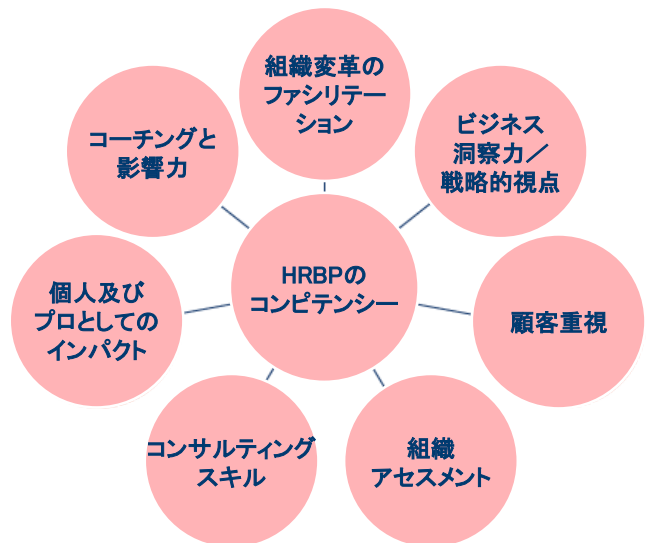 組織変革の
ファシリテー
ション
ビジネス
洞察力／
戦略的視点
コーチングと
影響力
HRBPの
コンピテンシー
個人及び
プロとしての
インパクト
顧客重視
コンサルティング
スキル
組織
アセスメント